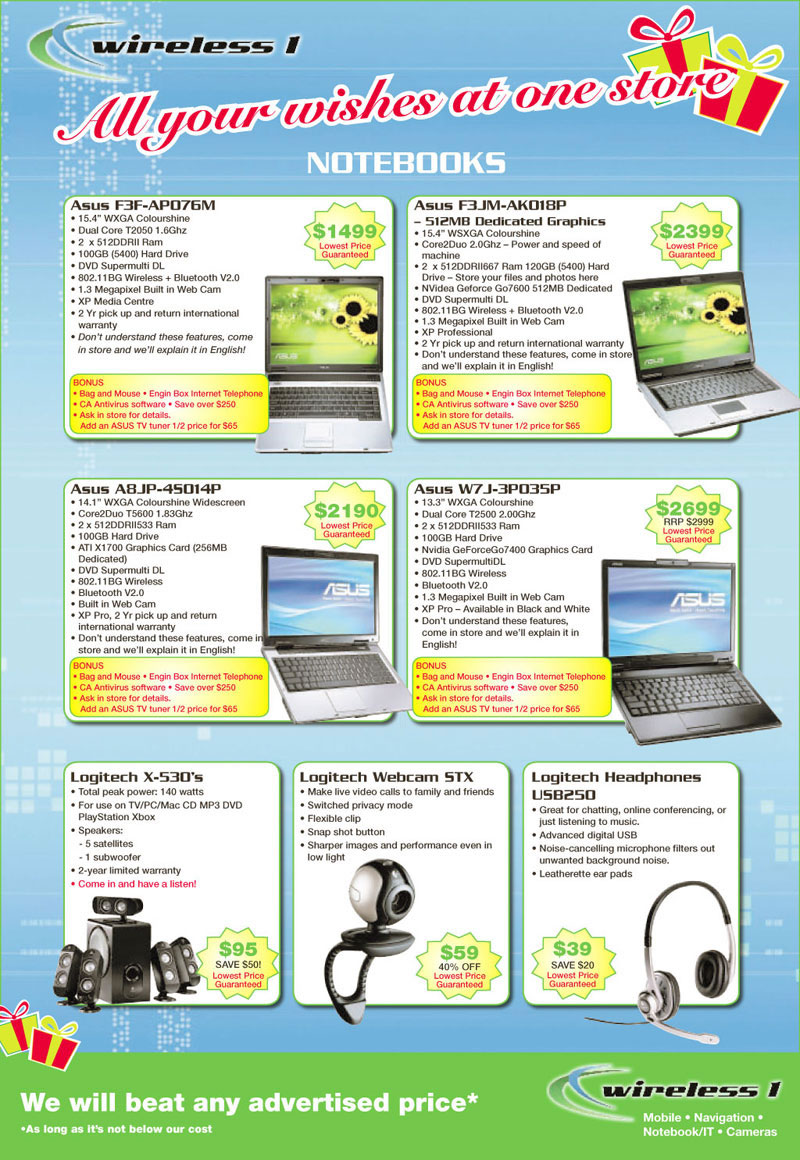 wireless 1
All your wishes at one store
NOTEBOOKS
Asus F3F-AP076M
• 15.4" WXGA Colourshine
• Dual Core T2050 1.6Ghz
• 2 x 512DDRII Ram
• 100GB (5400) Hard Drive
• DVD Supermulti DL
• 802.11BG Wireless + Bluetooth V2.0
• 1.3 Megapixel Built in Web Cam
• XP Media Centre
• 2 Yr pick up and return international
warranty
• Don't understand these features, come
in store and we'll explain it in English!
$1499
Lowest Price
Guaranteed
ASUS
BONUS
• Bag and Mouse • Engin Box Internet Telephone
• CA Antivirus software • Save over $250
• Ask in store for details.
Add an ASUS TV tuner 1/2 price for $65
Asus F3JM-AK018P
– 512MB Dedicated Graphics
• 15.4" WSXGA Colourshine
• Core2Duo 2.0Ghz – Power and speed of
machine
• 2 x 512DDRII667 Ram 120GB (5400) Hard
Drive – Store your files and photos here
• NVidea Geforce Go7600 512MB Dedicated
• DVD Supermulti DL
• 802.11BG Wireless + Bluetooth V2.0
• 1.3 Megapixel Built in Web Cam
• XP Professional
• 2 Yr pick up and return international warranty
• Don't understand these features, come in store
and we'll explain it in English!
$2399
Lowest Price
Guaranteed
ASUS
BONUS
• Bag and Mouse • Engin Box Internet Telephone
• CA Antivirus software • Save over $250
• Ask in store for details.
Add an ASUS TV tuner 1/2 price for $65
Asus A8JP-4S014P
• 14.1" WXGA Colourshine Widescreen
• Core2Duo T5600 1.83Ghz
• 2 x 512DDRII533 Ram
• 100GB Hard Drive
• ATI X1700 Graphics Card (256MB
Dedicated)
• DVD Supermulti DL
• 802.11BG Wireless
• Bluetooth V2.0
• Built in Web Cam
• XP Pro, 2 Yr pick up and return
international warranty
• Don't understand these features, come in
store and we'll explain it in English!
$2190
Lowest Price
Guaranteed
ASUS
BONUS
• Bag and Mouse • Engin Box Internet Telephone
• CA Antivirus software • Save over $250
• Ask in store for details.
Add an ASUS TV tuner 1/2 price for $65
Asus W7J-3P035P
• 13.3" WXGA Colourshine
• Dual Core T2500 2.00Ghz
• 2 x 512DDRII533 Ram
• 100GB Hard Drive
• Nvidia GeForceGo7400 Graphics Card
• DVD SupermultiDL
• 802.11BG Wireless
• Bluetooth V2.0
• 1.3 Megapixel Built in Web Cam
• XP Pro – Available in Black and White
• Don't understand these features,
come in store and we'll explain it in
English!
$2699
RRP $2999
Lowest Price
Guaranteed
ASUS
BONUS
• Bag and Mouse • Engin Box Internet Telephone
• CA Antivirus software • Save over $250
• Ask in store for details.
Add an ASUS TV tuner 1/2 price for $65
Logitech X-530's
• Total peak power: 140 watts
• For use on TV/PC/Mac CD MP3 DVD
PlayStation Xbox
• Speakers:
- 5 satellites
- 1 subwoofer
• 2-year limited warranty
• Come in and have a listen!
$95
SAVE $50!
Lowest Price
Guaranteed
Logitech Webcam STX
• Make live video calls to family and friends
• Switched privacy mode
• Flexible clip
• Snap shot button
• Sharper images and performance even in
low light
$59
40% OFF
Lowest Price
Guaranteed
Logitech Headphones
USB250
• Great for chatting, online conferencing, or
just listening to music.
• Advanced digital USB
• Noise-cancelling microphone filters out
unwanted background noise.
• Leatherette ear pads
$39
SAVE $20
Lowest Price
Guaranteed
We will beat any advertised price*
•As long as it's not below our cost
wireless 1
Mobile • Navigation •
Notebook/IT • Cameras